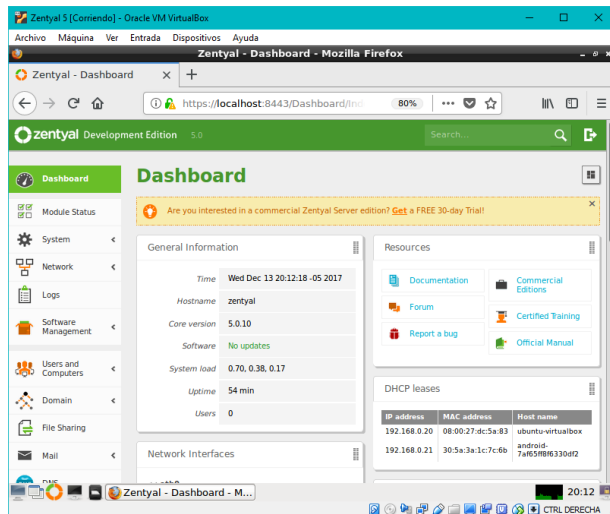 Zentyal 5 [Corriendo] - Oracle VM VirtualBox
Archivo Máquina Ver Entrada Dispositivos Ayuda
Zentyal - Dashboard - Mozilla Firefox
Zentyal - Dashboard
https://localhost:8443/Dashboard/Ind
80%
zentyal Development Edition 5.0
Search...
Dashboard
Module Status
System
Network
Logs
Software Management
Users and Computers
Domain
File Sharing
Mail
DNS
Dashboard
Are you interested in a commercial Zentyal Server edition? Get a FREE 30-day Trial!
General Information
Time Wed Dec 13 20:12:18 -05 2017
Hostname zentyal
Core version 5.0.10
Software No updates
System load 0.70, 0.38, 0.17
Uptime 54 min
Users 0
Network Interfaces
eth0
Resources
Documentation
Forum
Report a bug
Commercial Editions
Certified Training
Official Manual
DHCP leases
IP address MAC address Host name
192.168.0.20 08:00:27:dc:5a:83 ubuntu-virtualbox
192.168.0.21 30:5a:3a:1c:7c:6b android-7af65ff8f6330df2
Zentyal - Dashboard - M...
20:12
CTRL DERECHA